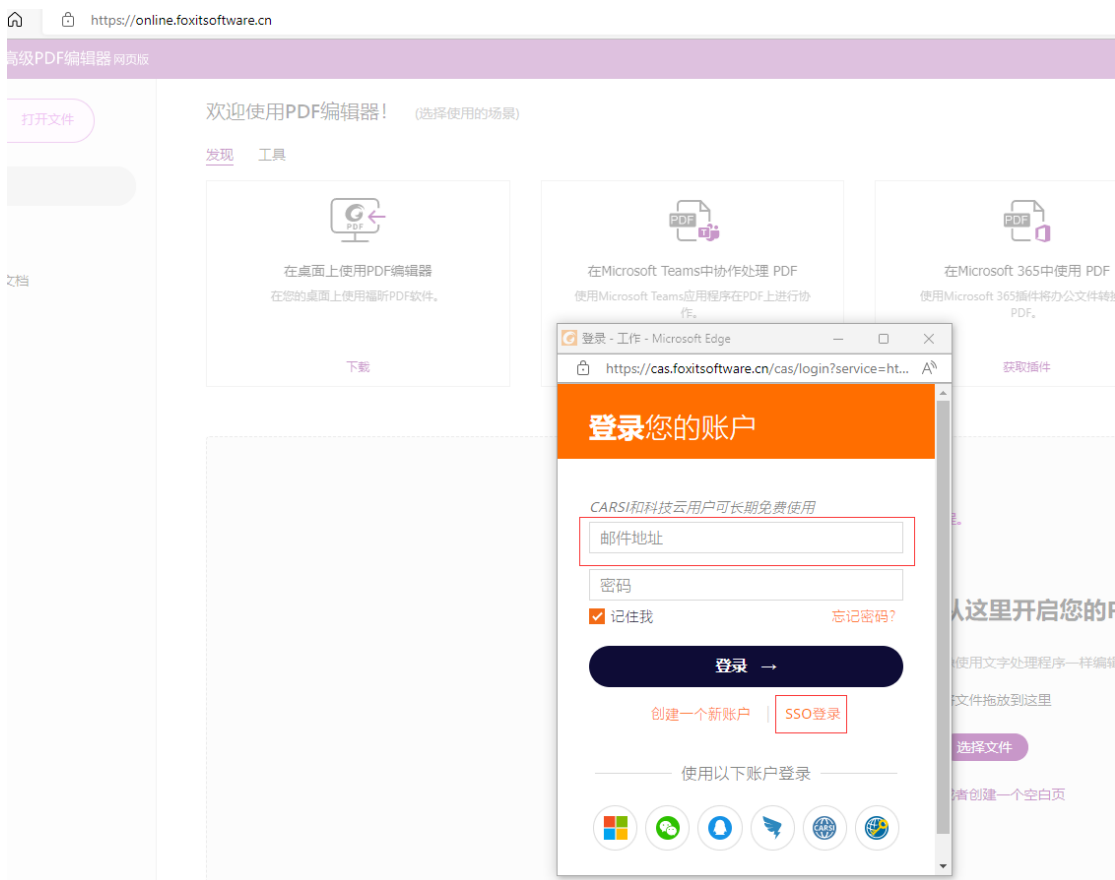 https://online.foxitsoftware.cn
高级PDF编辑器 网页版
打开文件
欢迎使用PDF编辑器! (选择使用的场景)
发现 工具
文档
PDF
在桌面上使用PDF编辑器
在您的桌面上使用福昕PDF软件。
下载
PDF
在Microsoft Teams中协作处理 PDF
使用Microsoft Teams应用程序在PDF上进行协
作。
PDF
在Microsoft 365中使用 PDF
使用Microsoft 365插件将办公文件转换
PDF。
获取插件
登录 - 工作 - Microsoft Edge
https://cas.foxitsoftware.cn/cas/login?service=ht...
登录您的账户
CARSI和科技云用户可长期免费使用
邮件地址
密码
记住我 忘记密码?
登录 →
创建一个新账户 | SSO登录
使用以下账户登录
CARSI
从这里开启您的P
使用文字处理程序一样编辑
文件拖放到这里
选择文件
或者创建一个空白页